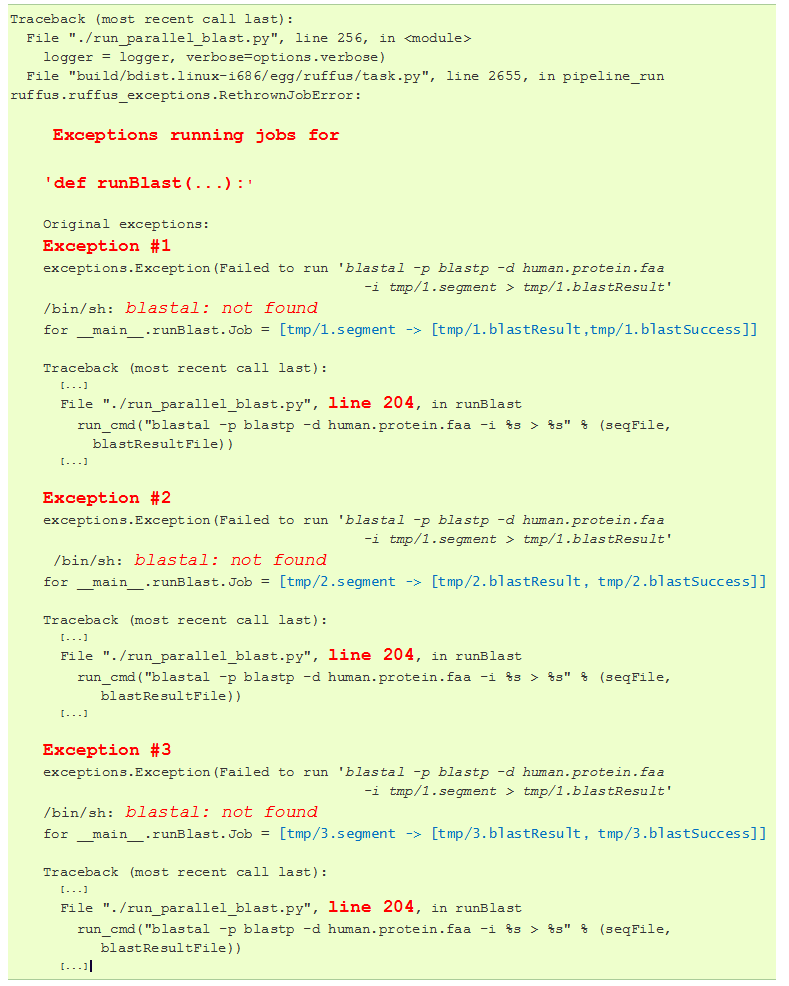 Traceback (most recent call last):
File "./run_parallel_blast.py", line 256, in <module>
logger = logger, verbose=options.verbose)
File "build/bdist.linux-i686/egg/ruffus/task.py", line 2655, in pipeline_run
ruffus.ruffus_exceptions.RethrownJobError:
Exceptions running jobs for
'def runBlast(...):'
Original exceptions:
Exception #1
exceptions.Exception(Failed to run 'blastal -p blastp -d human.protein.faa
-i tmp/1.segment > tmp/1.blastResult'
/bin/sh: blastal: not found
for __main__.runBlast.Job = [tmp/1.segment -> [tmp/1.blastResult,tmp/1.blastSuccess]]
Traceback (most recent call last):
[...]
File "./run_parallel_blast.py", line 204, in runBlast
run_cmd("blastal -p blastp -d human.protein.faa -i %s > %s" % (seqFile,
blastResultFile))
[...]
Exception #2
exceptions.Exception(Failed to run 'blastal -p blastp -d human.protein.faa
-i tmp/1.segment > tmp/1.blastResult'
/bin/sh: blastal: not found
for __main__.runBlast.Job = [tmp/2.segment -> [tmp/2.blastResult, tmp/2.blastSuccess]]
Traceback (most recent call last):
[...]
File "./run_parallel_blast.py", line 204, in runBlast
run_cmd("blastal -p blastp -d human.protein.faa -i %s > %s" % (seqFile,
blastResultFile))
[...]
Exception #3
exceptions.Exception(Failed to run 'blastal -p blastp -d human.protein.faa
-i tmp/1.segment > tmp/1.blastResult'
/bin/sh: blastal: not found
for __main__.runBlast.Job = [tmp/3.segment -> [tmp/3.blastResult, tmp/3.blastSuccess]]
Traceback (most recent call last):
[...]
File "./run_parallel_blast.py", line 204, in runBlast
run_cmd("blastal -p blastp -d human.protein.faa -i %s > %s" % (seqFile,
blastResultFile))
[...]